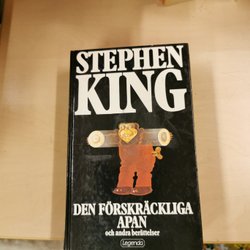 STEPHEN
KING
DEN FÖRSKRÄCKLIGA
APAN
och andra berättelser
Legenda